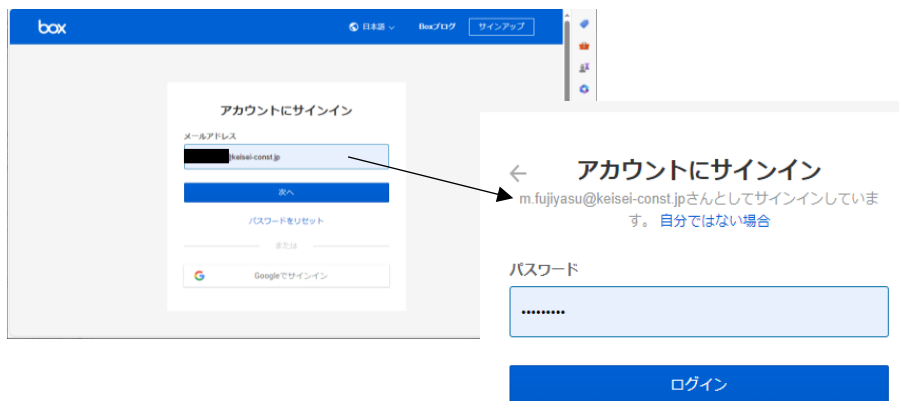 box
日本語
Boxブログ
サインアップ
アカウントにサインイン
メールアドレス
@keisei-const.jp
次へ
パスワードをリセット
または
Googleでサインイン
アカウントにサインイン
m.fujiyasu@keisei-const.jpさんとしてサインインしていま
す。 自分ではない場合
パスワード
•••••••••
ログイン